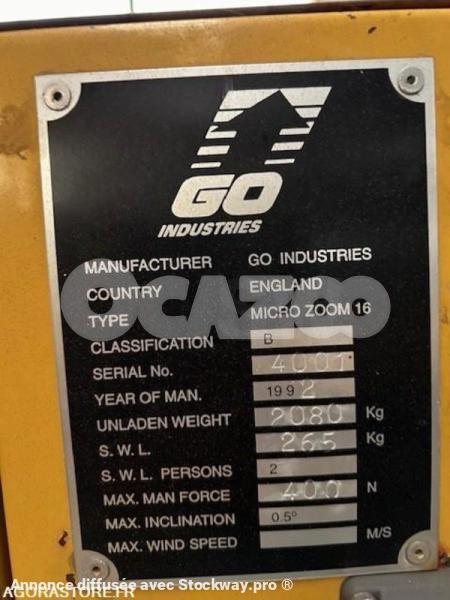 GO
INDUSTRIES
MANUFACTURER GO INDUSTRIES
COUNTRY ENGLAND
TYPE MICRO ZOOM 16
CLASSIFICATION B
SERIAL No. 4001
YEAR OF MAN. 1992
UNLADEN WEIGHT 2080 Kg
S. W. L. 265 Kg
S. W. L. PERSONS 2
MAX. MAN FORCE 400 N
MAX. INCLINATION 0.5°
MAX. WIND SPEED M/S
OCAZOO
Annonce diffusée avec Stockway.pro ®
AGORASTORE.FR